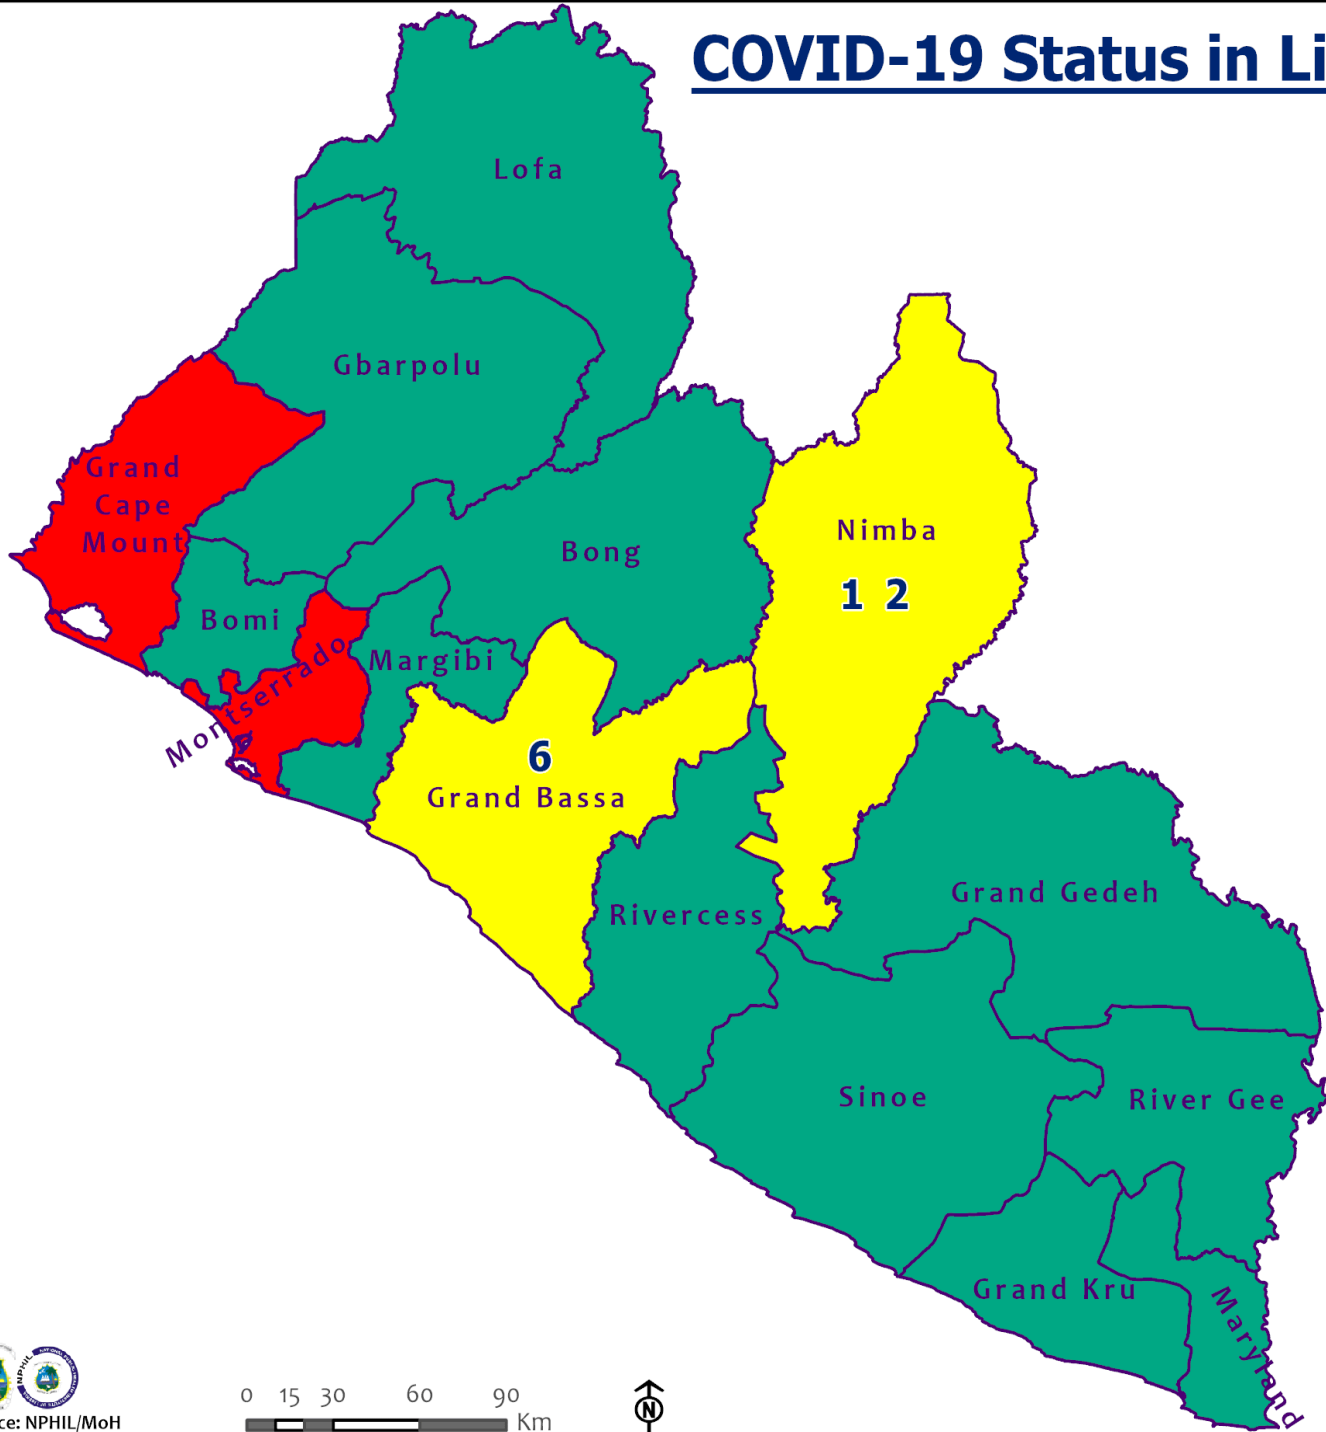 COVID-19 Status in Li
Lofa
Gbarpolu
Grand
Cape
Mount
Nimba
1 2
Bong
Bomi
Margibi
Montserrado
6
Grand Bassa
Grand Gedeh
Rivercess
Sinoe
River Gee
Grand Kru
Maryland
NPHIL
0 15 30 60 90
Km
N
ce: NPHIL/MoH